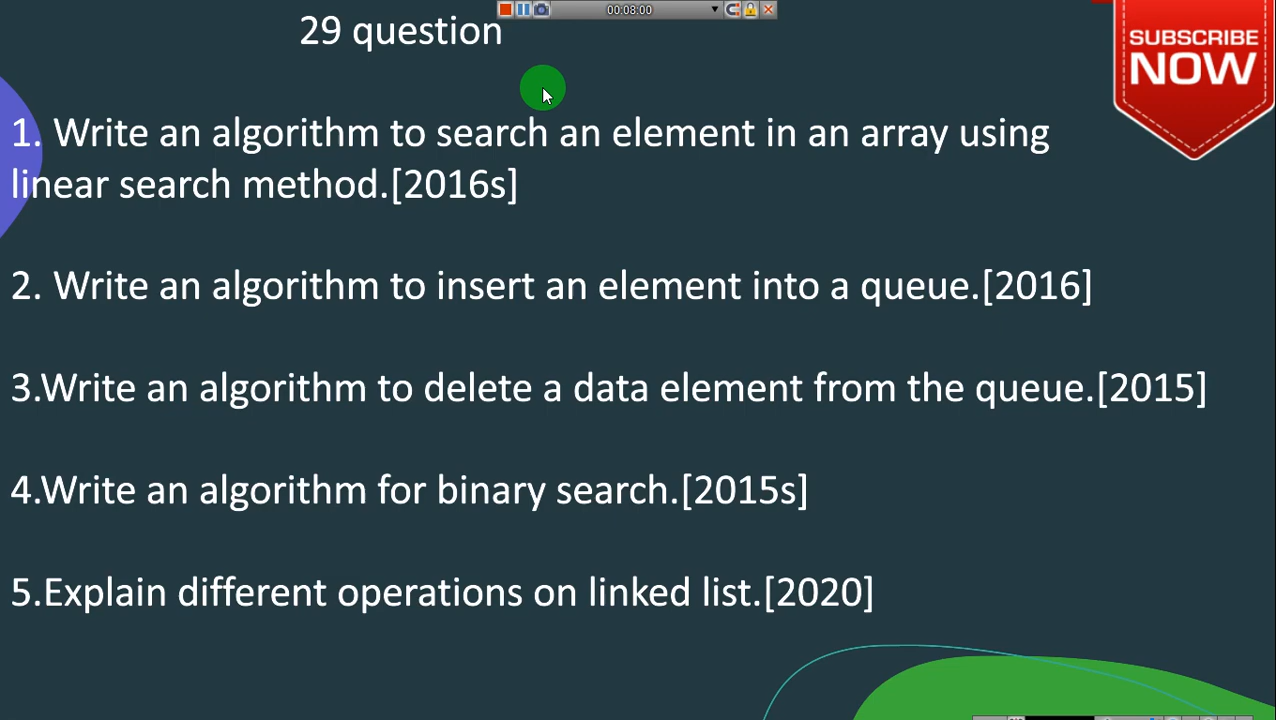 00:08:00
29 question
SUBSCRIBE
NOW
1. Write an algorithm to search an element in an array using
linear search method.[2016s]
2. Write an algorithm to insert an element into a queue.[2016]
3.Write an algorithm to delete a data element from the queue.[2015]
4.Write an algorithm for binary search.[2015s]
5.Explain different operations on linked list.[2020]